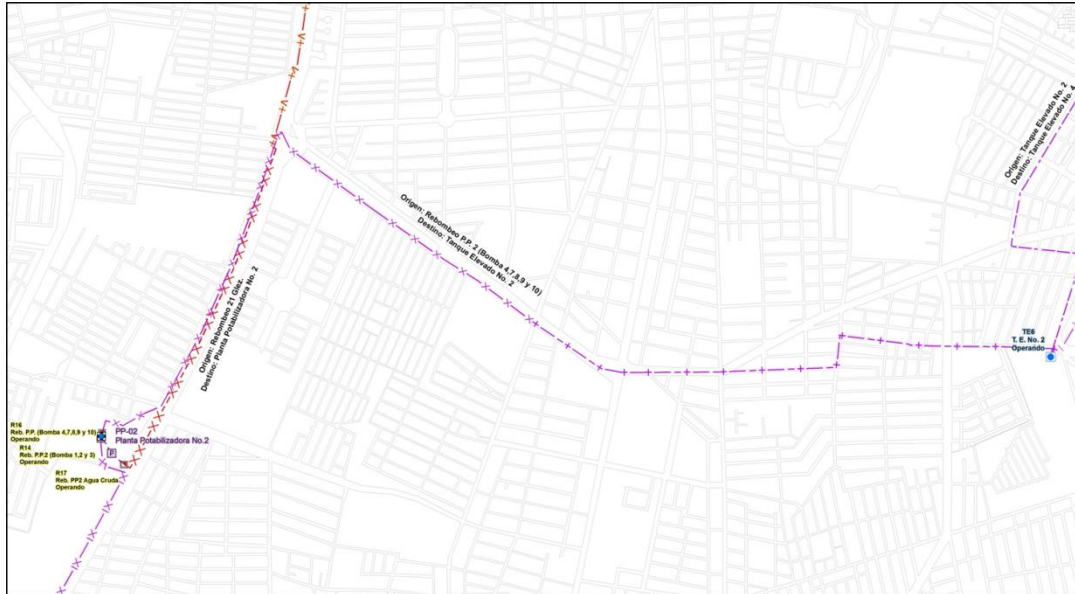 Origen: Tanque Elevado No. 2
Destino: Tanque Elevado No. 4
Origen: Rebombeo P.P. 2 (Bomba 4,7,8,9 y 10)
Destino: Tanque Elevado No. 2
Origen: Rebombeo 21 Glez.
Destino: Planta Potabilizadora No. 2
TE6
T. E. No. 2
Operando
R16
Reb. P.P. (Bomba 4,7,8,9 y 10)
Operando
PP-02
Planta Potabilizadora No.2
R14
Reb. P.P.2 (Bomba 1,2 y 3)
Operando
P
R17
Reb. PP2 Agua Cruda
Operando